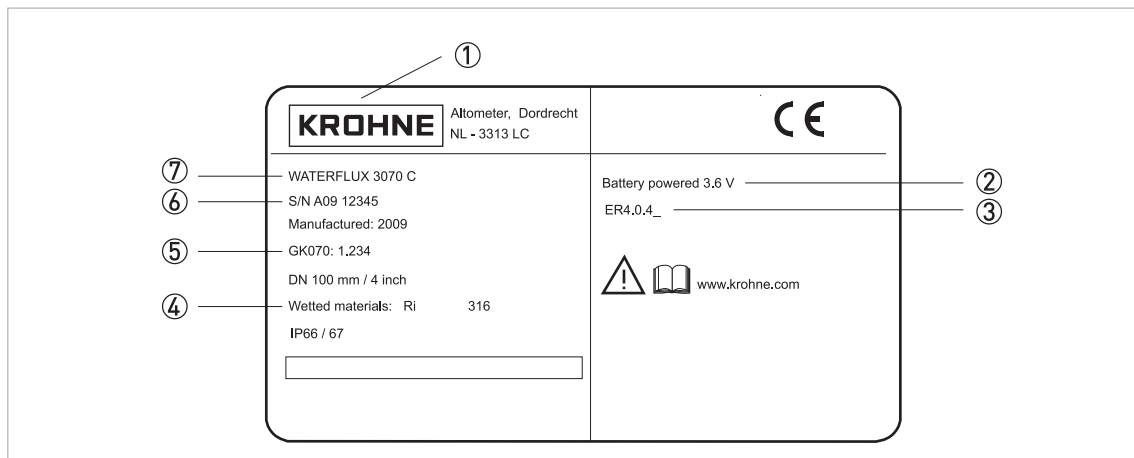 ①
KROHNE
Altometer, Dordrecht
NL - 3313 LC
CE
⑦ WATERFLUX 3070 C
⑥ S/N A09 12345
Manufactured: 2009
⑤ GK070: 1.234
DN 100 mm / 4 inch
④ Wetted materials: Ri 316
IP66 / 67
Battery powered 3.6 V ②
ER4.0.4_ ③
www.krohne.com